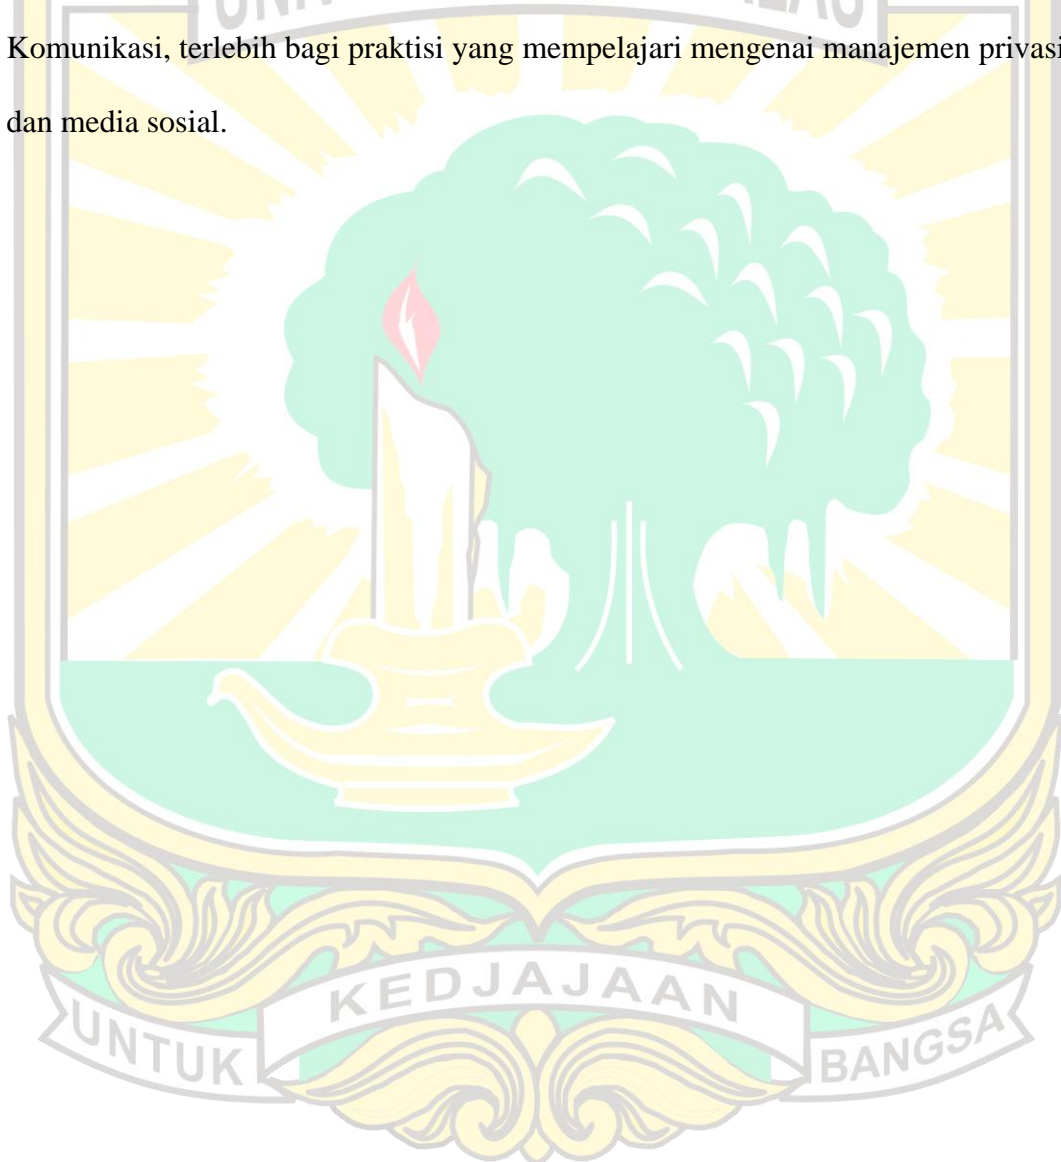 Komunikasi, terlebih bagi praktisi yang mempelajari mengenai manajemen privasi
dan media sosial.
UNTUK KEDJAJAAN BANGSA